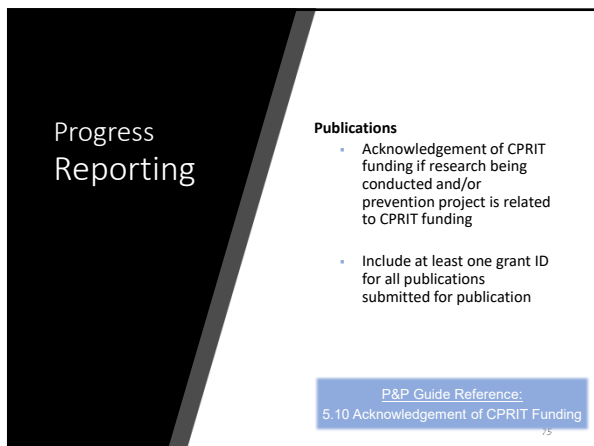 Progress
Reporting
Publications
▪ Acknowledgement of CPRIT
funding if research being
conducted and/or
prevention project is related
to CPRIT funding
▪ Include at least one grant ID
for all publications
submitted for publication
P&P Guide Reference:
5.10 Acknowledgement of CPRIT Funding
75